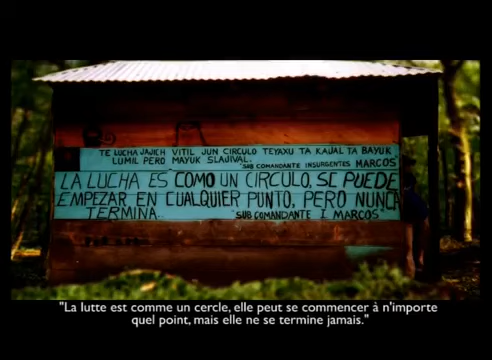 TE LUCHA JAJICH VITIL JUN CIRCULO TEYAXU TA KAJAL TA BAYUK
LUMIL PERO MAYUK SLAJIVAL.
"SUB COMANDANTE INSURGENTES MARCOS"
LA LUCHA ES COMO UN CIRCULO, SE PUEDE
EMPEZAR EN CUALQUIER PUNTO, PERO NUNCA
TERMINA.. "SUB COMANDANTE I MARCOS"
"La lutte est comme un cercle, elle peut se commencer à n'importe
quel point, mais elle ne se termine jamais."